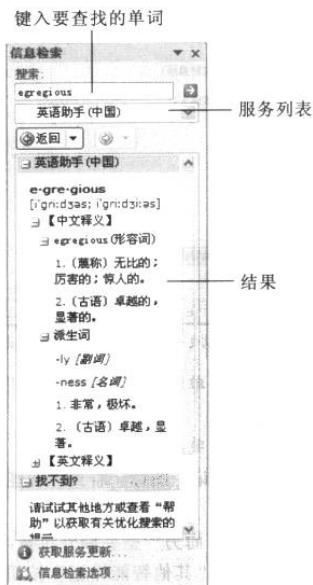 键入要查找的单词
信息检索
搜索:
egregious
英语助手(中国)
服务列表
返回
英语助手(中国)
e·gre·gious
[i'gri:dʒəs; i'gri:dʒi:əs]
【中文释义】
egregious(形容词)
1.(蔑称)无比的；
厉害的；惊人的。
结果
2.(古语)卓越的，
显著的。
派生词
-ly [副词]
-ness [名词]
1. 非常，极坏。
2. (古语)卓越，显
著。
【英文释义】
找不到?
请试试其他地方或查看“帮
助”以获取有关优化搜索的
获取服务更新...
信息检索选项...